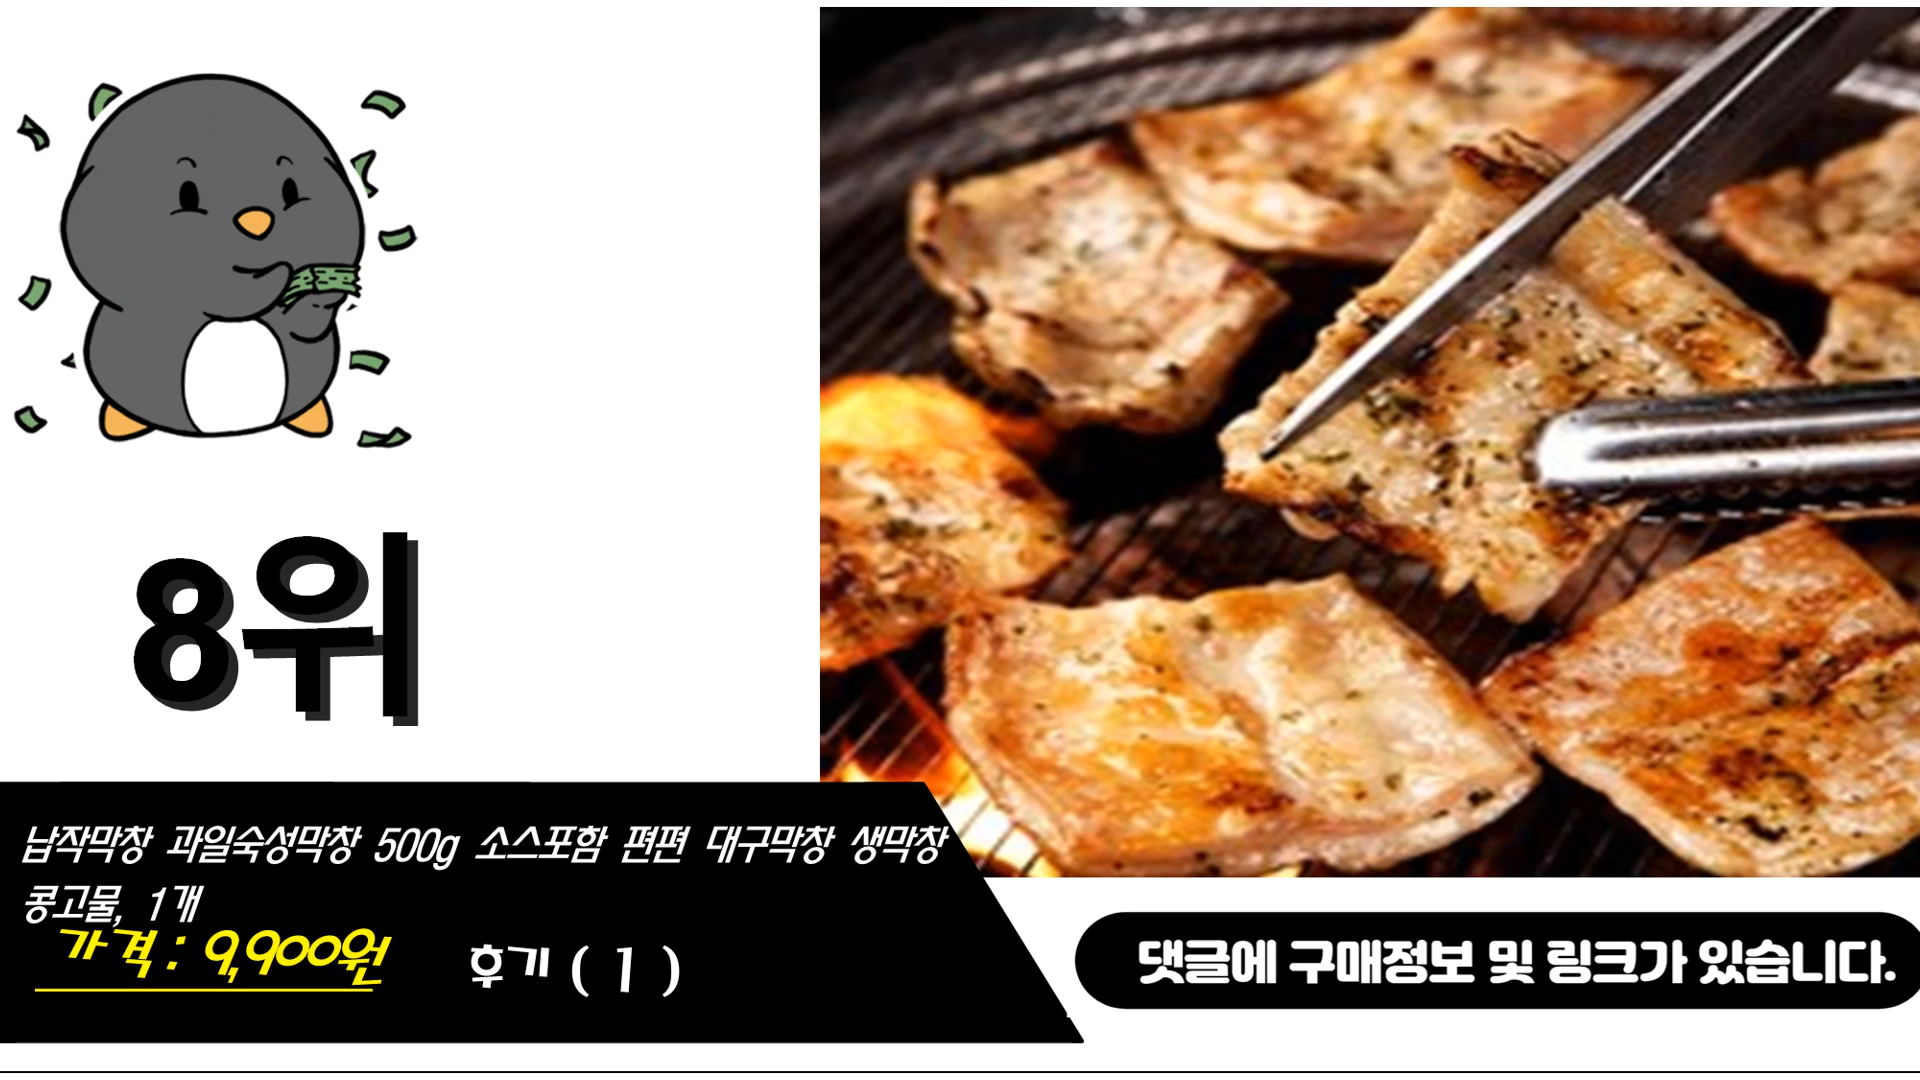 8위
납작막창 과일숙성막창 500g 소스포함 편편 대구막창 생막창
콩고물, 1개
가격 : 9,900원
후기 ( 1 )
댓글에 구매정보 및 링크가 있습니다.